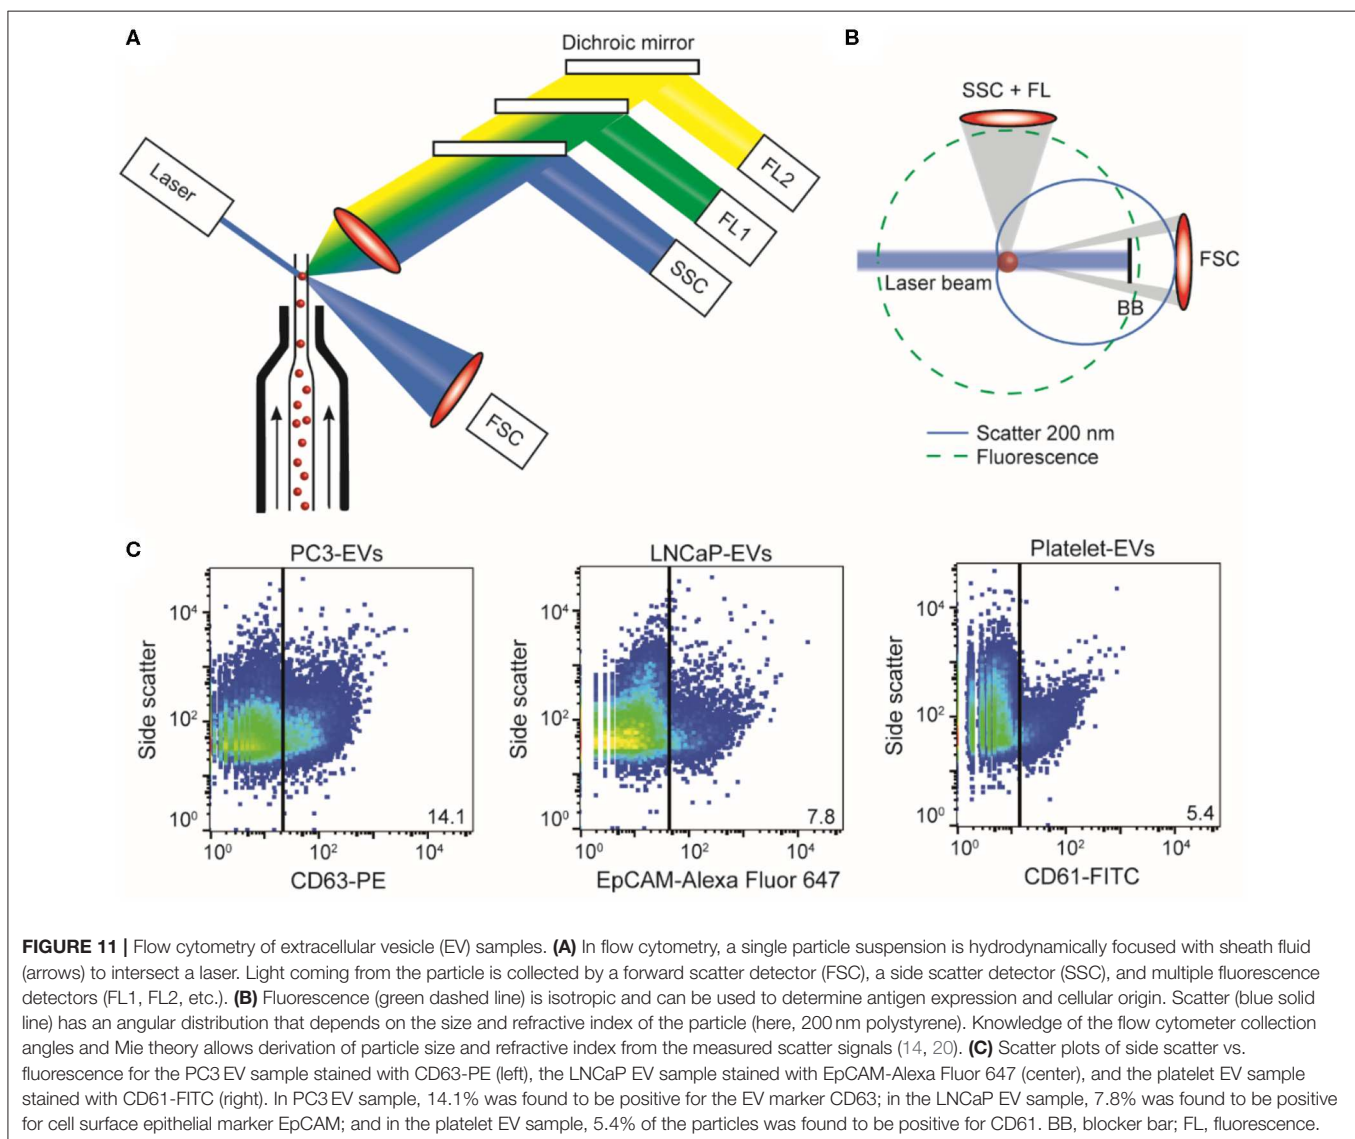 A
Dichroic mirror
Laser
FL2
FL1
SSC
FSC
B
SSC + FL
FSC
Laser beam
BB
Scatter 200 nm
Fluorescence
C
PC3-EVs
Side scatter
10⁴
10²
10⁰
14.1
10⁰ 10² 10⁴
CD63-PE
LNCaP-EVs
Side scatter
10⁴
10²
10⁰
7.8
10⁰ 10² 10⁴
EpCAM-Alexa Fluor 647
Platelet-EVs
Side scatter
10⁴
10²
10⁰
5.4
10⁰ 10² 10⁴
CD61-FITC
FIGURE 11 | Flow cytometry of extracellular vesicle (EV) samples. (A) In flow cytometry, a single particle suspension is hydrodynamically focused with sheath fluid
(arrows) to intersect a laser. Light coming from the particle is collected by a forward scatter detector (FSC), a side scatter detector (SSC), and multiple fluorescence
detectors (FL1, FL2, etc.). (B) Fluorescence (green dashed line) is isotropic and can be used to determine antigen expression and cellular origin. Scatter (blue solid
line) has an angular distribution that depends on the size and refractive index of the particle (here, 200 nm polystyrene). Knowledge of the flow cytometer collection
angles and Mie theory allows derivation of particle size and refractive index from the measured scatter signals (14, 20). (C) Scatter plots of side scatter vs.
fluorescence for the PC3 EV sample stained with CD63-PE (left), the LNCaP EV sample stained with EpCAM-Alexa Fluor 647 (center), and the platelet EV sample
stained with CD61-FITC (right). In PC3 EV sample, 14.1% was found to be positive for the EV marker CD63; in the LNCaP EV sample, 7.8% was found to be positive
for cell surface epithelial marker EpCAM; and in the platelet EV sample, 5.4% of the particles was found to be positive for CD61. BB, blocker bar; FL, fluorescence.